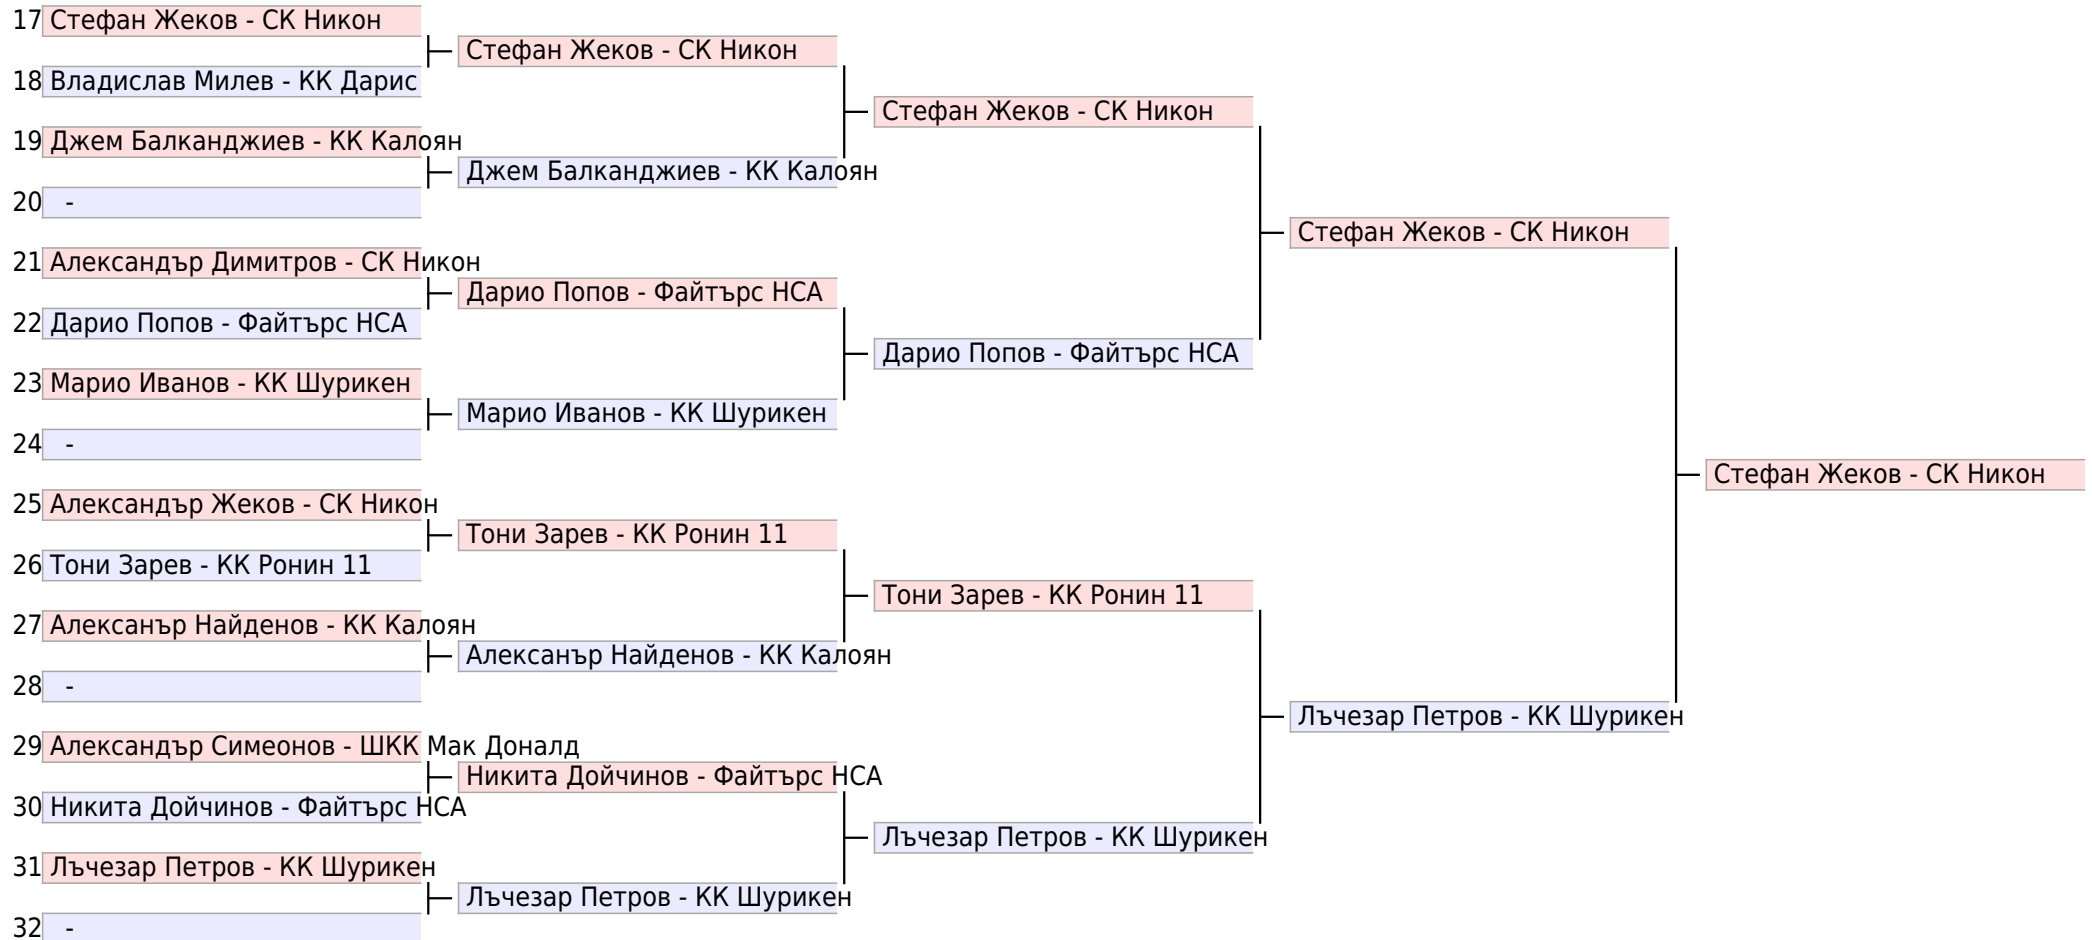 17 Стефан Жеков - СК Никон
Стефан Жеков - СК Никон
18 Владислав Милев - КК Дарис
Стефан Жеков - СК Никон
19 Джем Балканджиев - КК Калоян
Джем Балканджиев - КК Калоян
20 -
Стефан Жеков - СК Никон
21 Александър Димитров - СК Никон
Дарио Попов - Файтърс НСА
22 Дарио Попов - Файтърс НСА
Дарио Попов - Файтърс НСА
23 Марио Иванов - КК Шурикен
Марио Иванов - КК Шурикен
24 -
Стефан Жеков - СК Никон
25 Александър Жеков - СК Никон
Тони Зарев - КК Ронин 11
26 Тони Зарев - КК Ронин 11
Тони Зарев - КК Ронин 11
27 Алексанър Найденов - КК Калоян
Алексанър Найденов - КК Калоян
28 -
Лъчезар Петров - КК Шурикен
29 Александър Симеонов - ШКК Мак Доналд
Никита Дойчинов - Файтърс НСА
30 Никита Дойчинов - Файтърс НСА
Лъчезар Петров - КК Шурикен
31 Лъчезар Петров - КК Шурикен
Лъчезар Петров - КК Шурикен
32 -